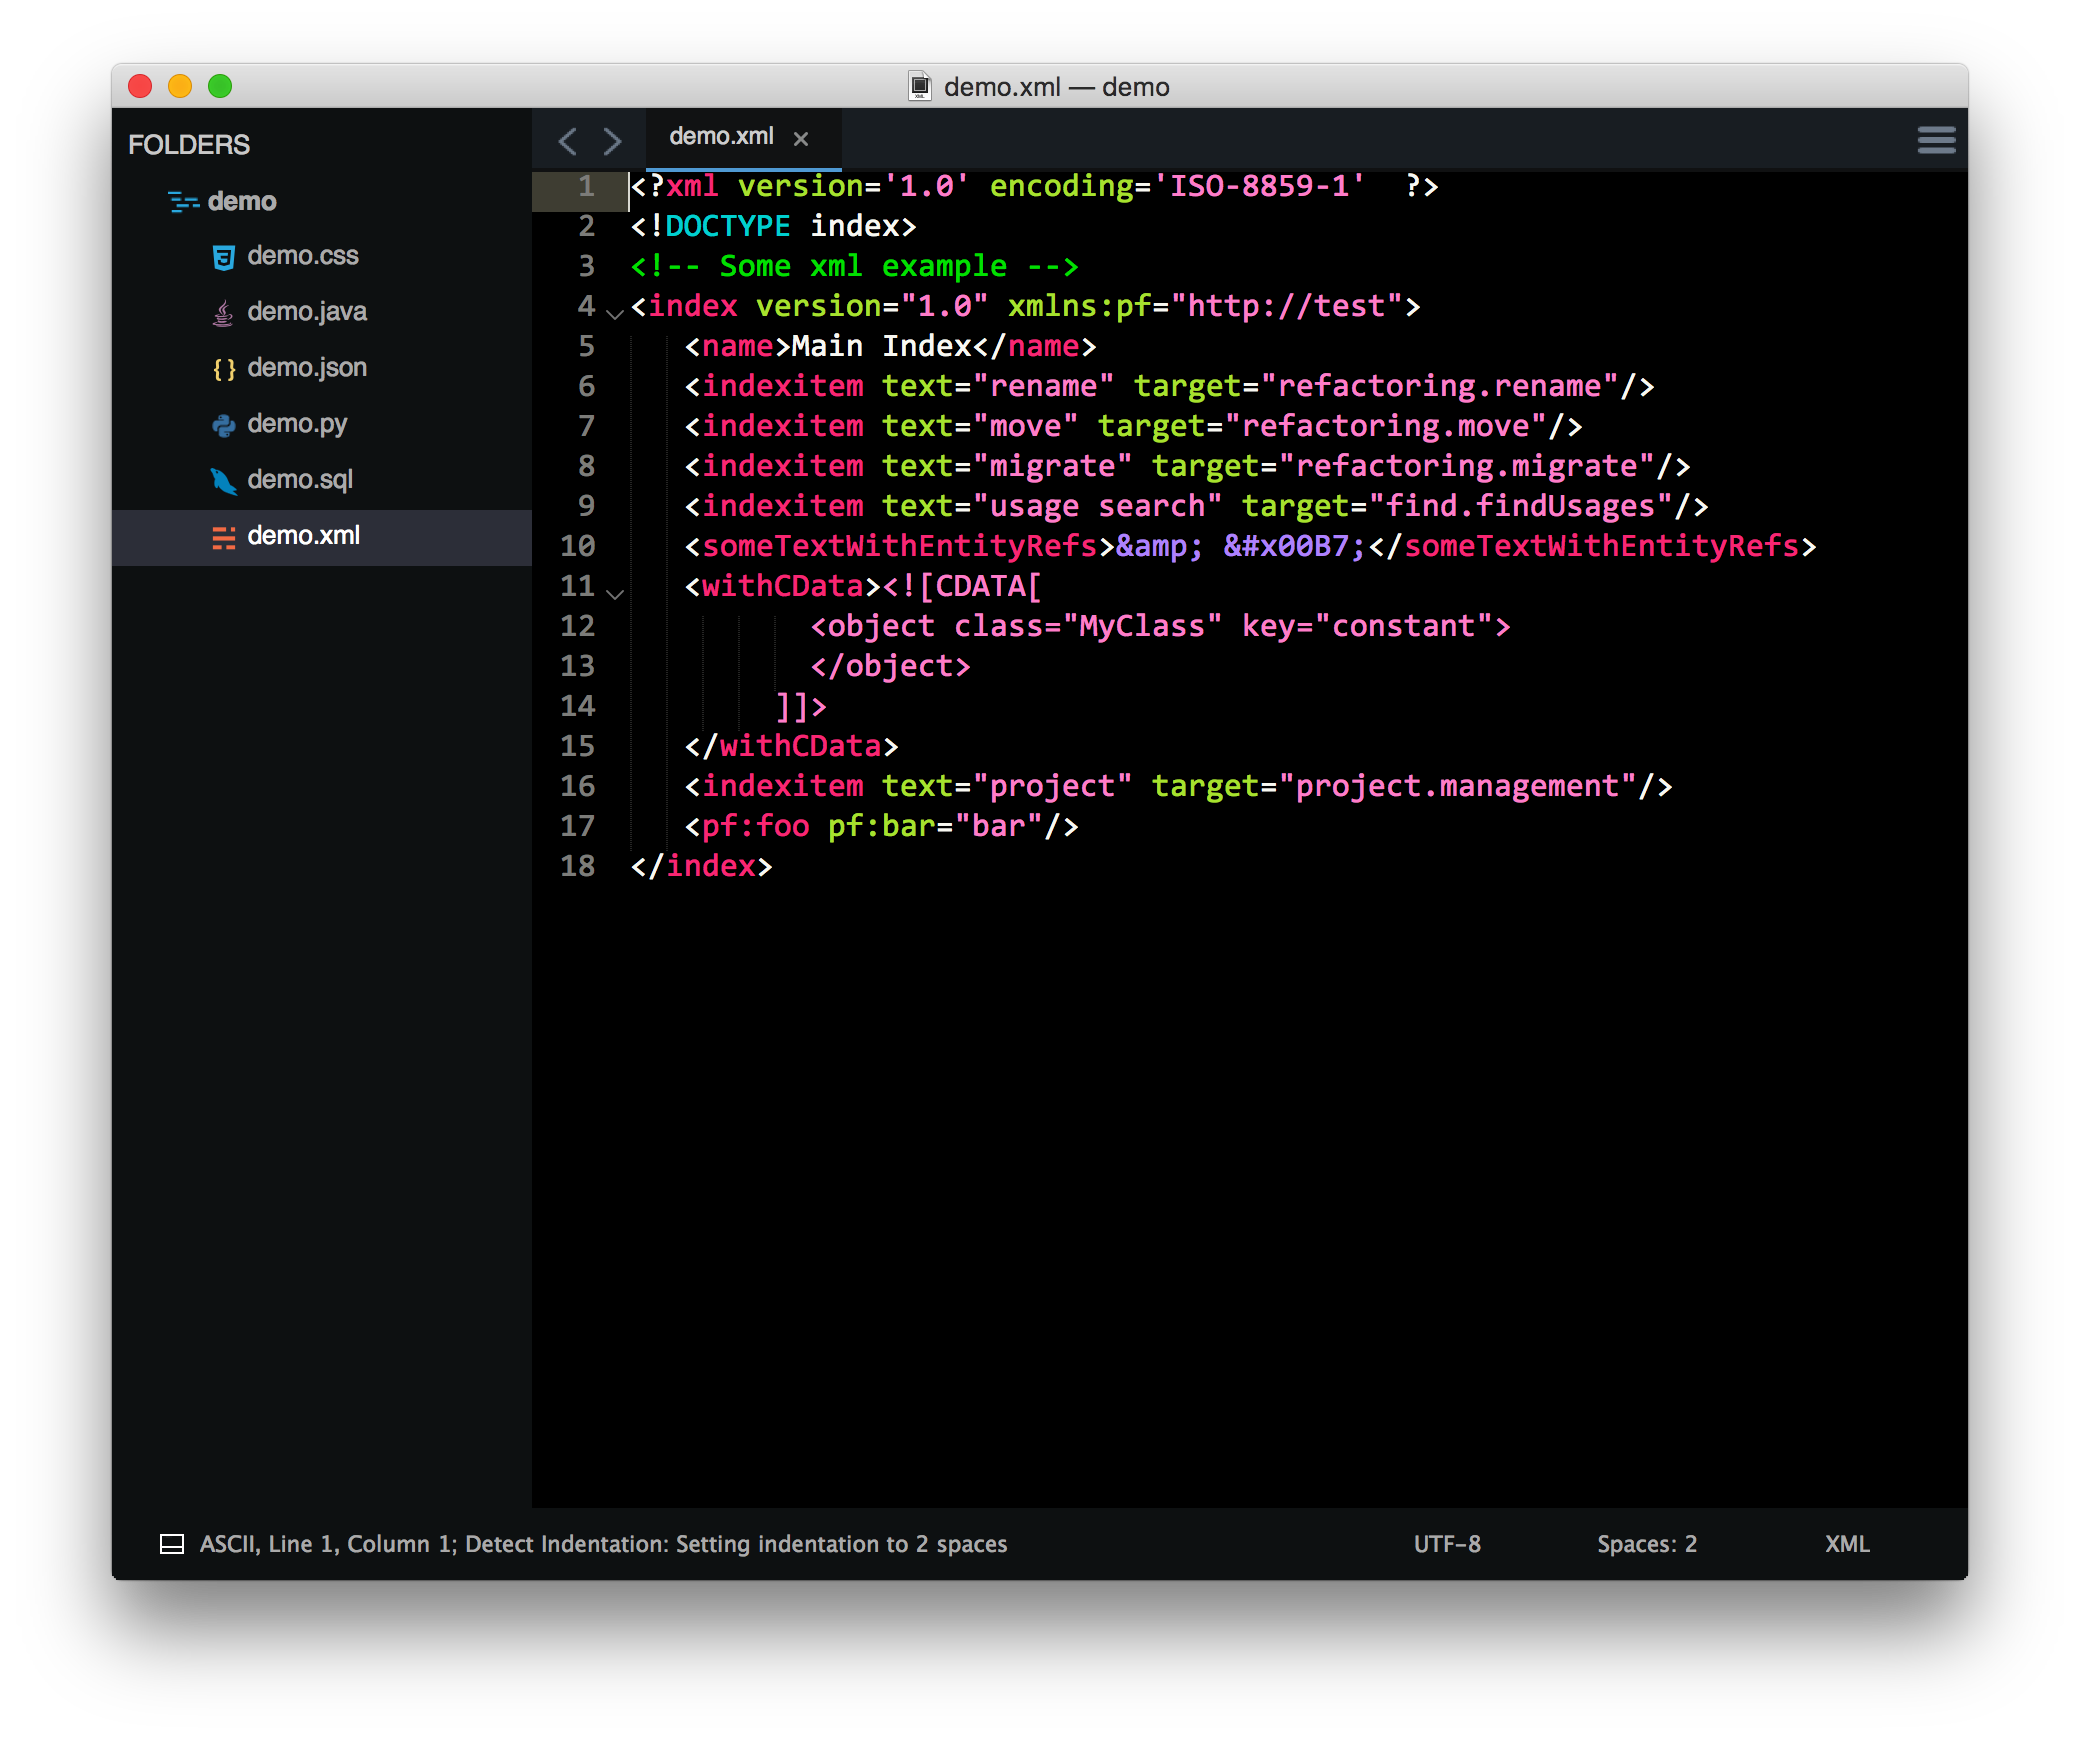 demo.xml — demo
FOLDERS
demo
demo.css
demo.java
demo.json
demo.py
demo.sql
demo.xml
demo.xml ×
1 <?xml version='1.0' encoding='ISO-8859-1'  ?>
2 <!DOCTYPE index>
3 <!-- Some xml example -->
4 <index version="1.0" xmlns:pf="http://test">
5    <name>Main Index</name>
6    <indexitem text="rename" target="refactoring.rename"/>
7    <indexitem text="move" target="refactoring.move"/>
8    <indexitem text="migrate" target="refactoring.migrate"/>
9    <indexitem text="usage search" target="find.findUsages"/>
10    <someTextWithEntityRefs>&amp; &#x00B7;</someTextWithEntityRefs>
11    <withCData><![CDATA[
12           <object class="MyClass" key="constant">
13           </object>
14         ]]>
15    </withCData>
16    <indexitem text="project" target="project.management"/>
17    <pf:foo pf:bar="bar"/>
18 </index>
ASCII, Line 1, Column 1; Detect Indentation: Setting indentation to 2 spaces
UTF-8
Spaces: 2
XML